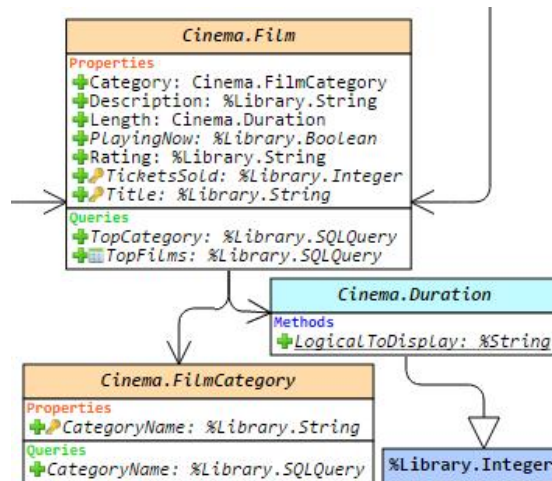 Cinema.Film
Properties
Category: Cinema.FilmCategory
Description: %Library.String
Length: Cinema.Duration
PlayingNow: %Library.Boolean
Rating: %Library.String
TicketsSold: %Library.Integer
Title: %Library.String
Queries
TopCategory: %Library.SQLQuery
TopFilms: %Library.SQLQuery
Cinema.Duration
Methods
LogicalToDisplay: %String
Cinema.FilmCategory
Properties
CategoryName: %Library.String
Queries
CategoryName: %Library.SQLQuery
%Library.Integer